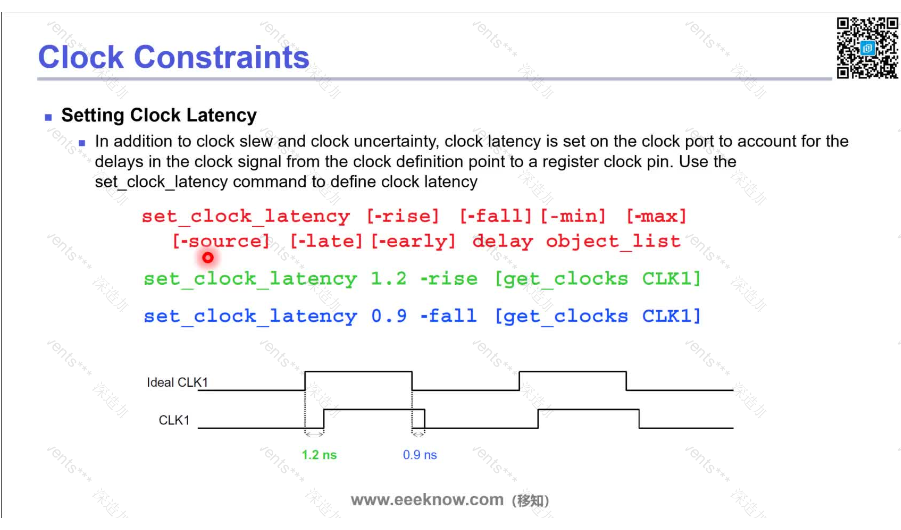 Clock Constraints
Setting Clock Latency
In addition to clock slew and clock uncertainty, clock latency is set on the clock port to account for the
delays in the clock signal from the clock definition point to a register clock pin. Use the
set_clock_latency command to define clock latency
set_clock_latency [-rise] [-fall][-min] [-max]
[-source] [-late][-early] delay object_list
set_clock_latency 1.2 -rise [get_clocks CLK1]
set_clock_latency 0.9 -fall [get_clocks CLK1]
Ideal CLK1
CLK1
1.2 ns
0.9 ns
www.eeeknow.com (移知)